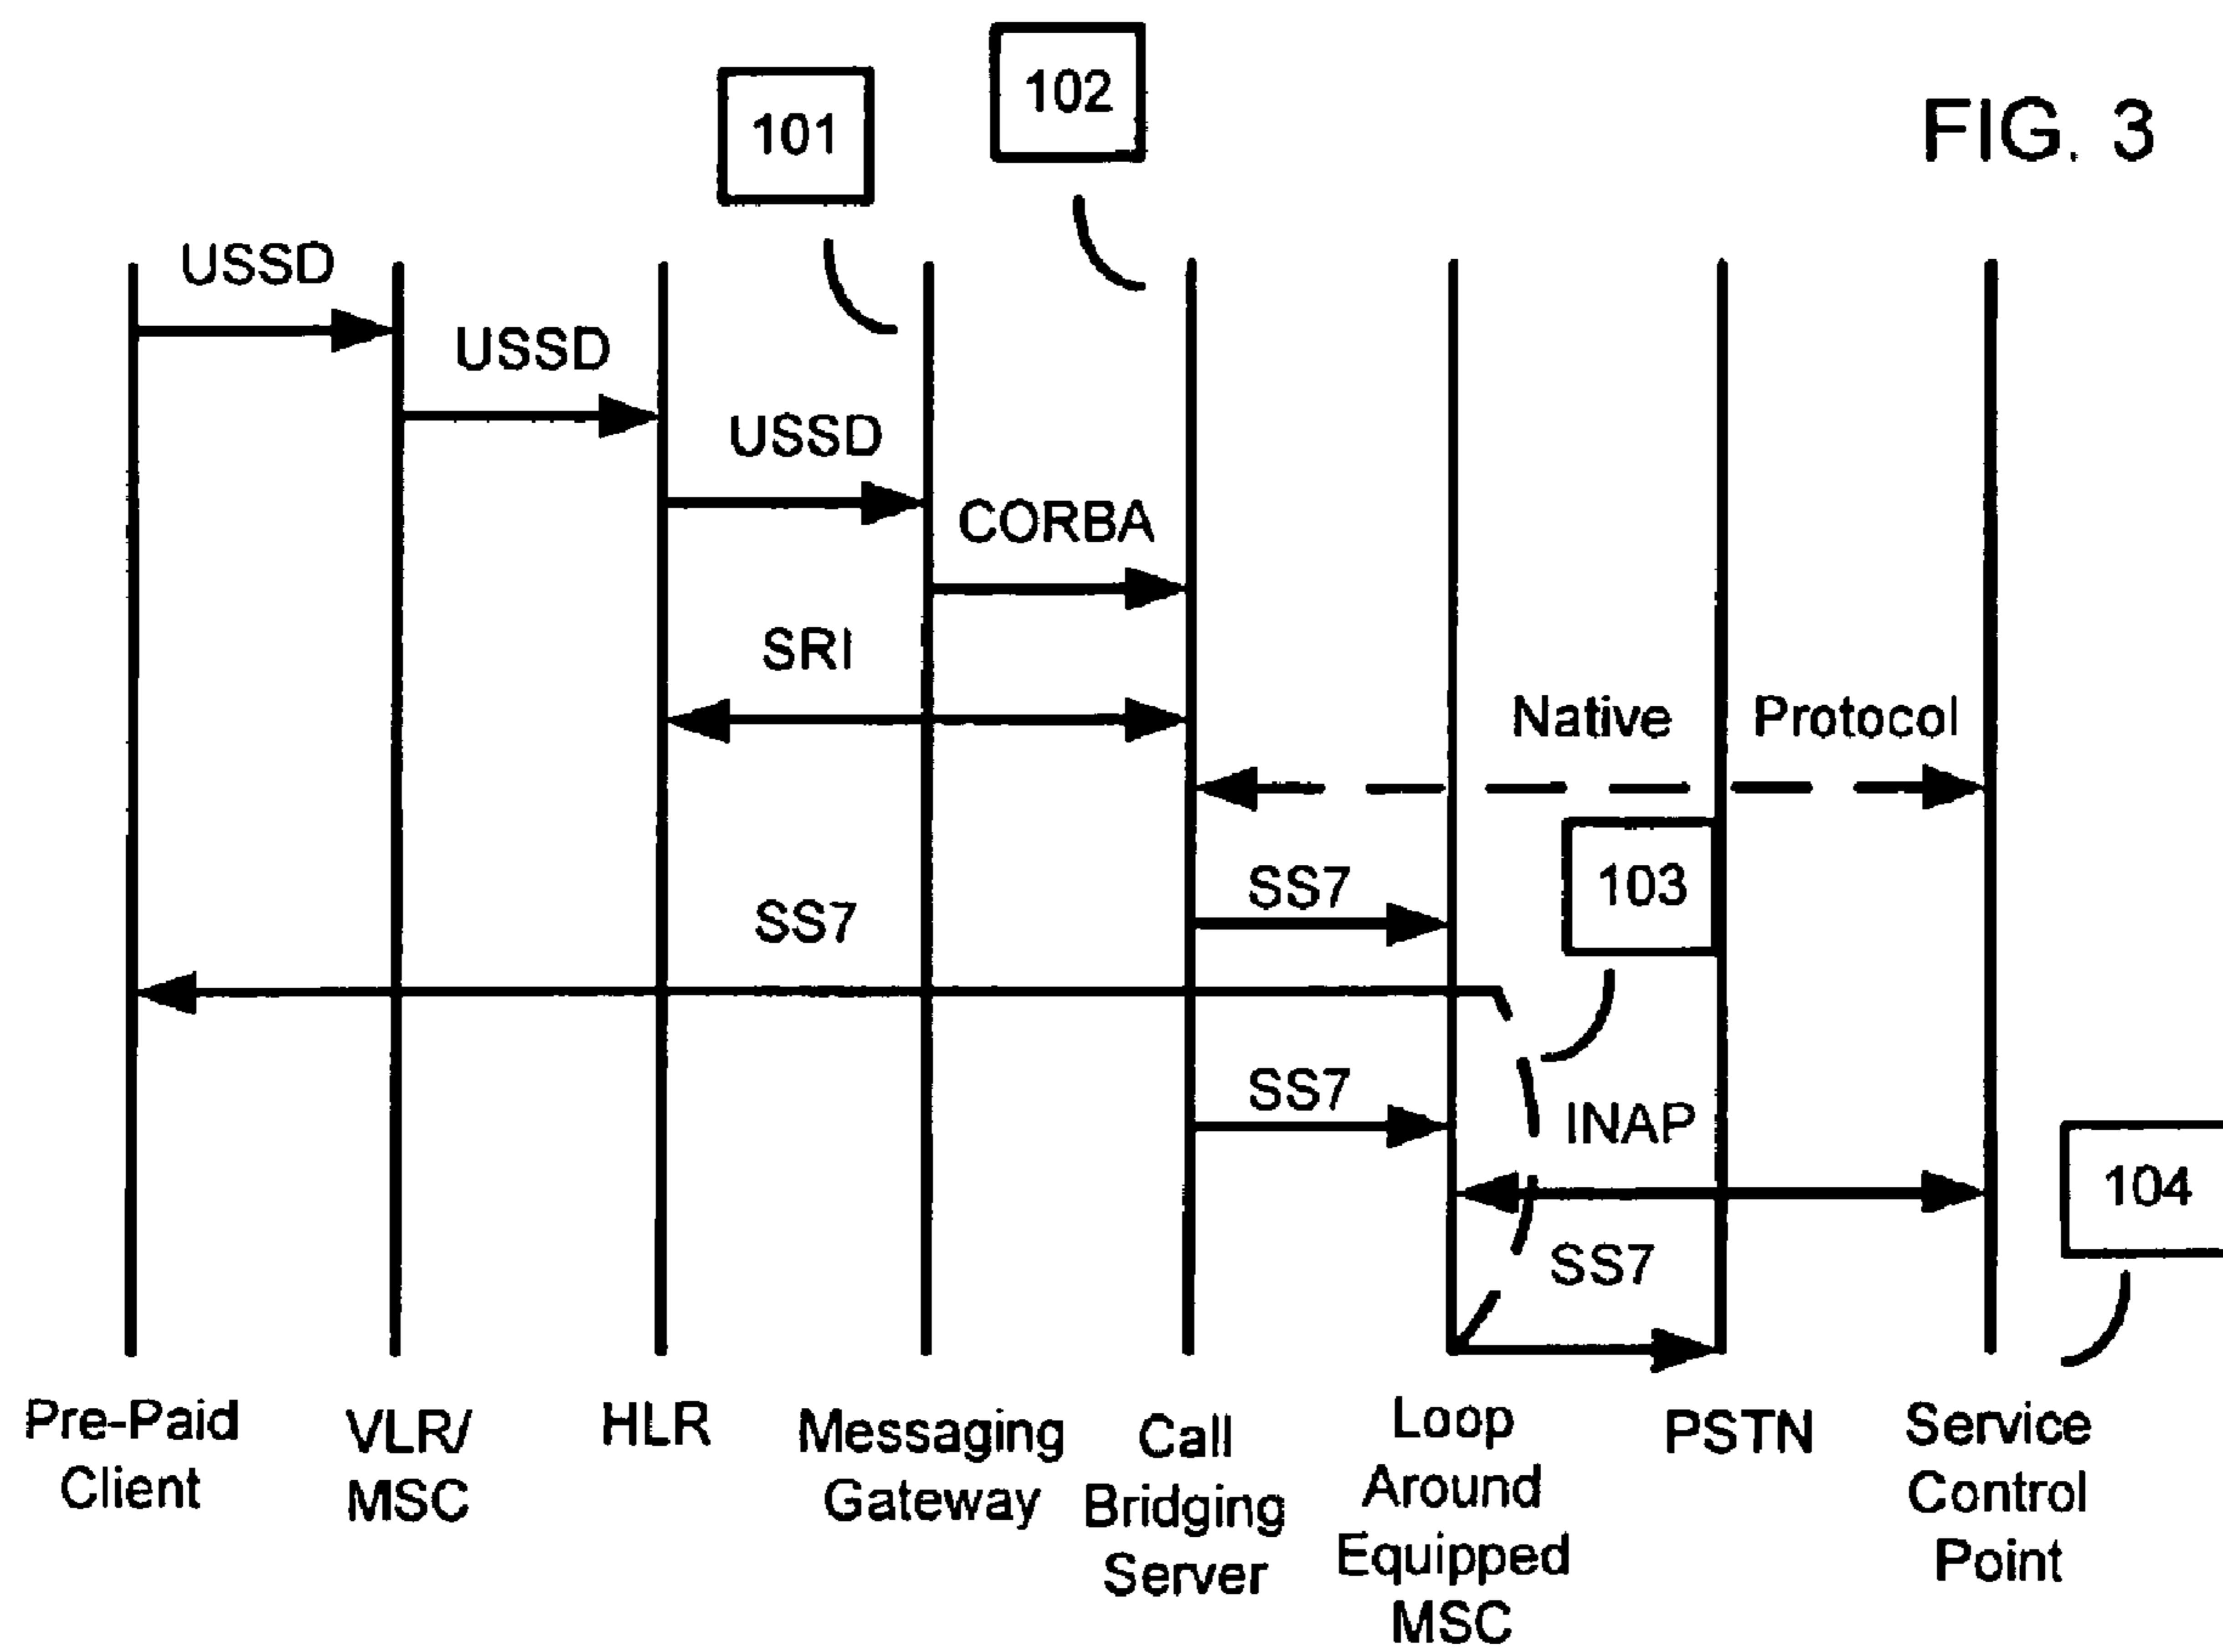 102
101
FIG. 3
USSD
USSD
USSD
CORBA
SRI
Native Protocol
103
SS7
SS7
SS7
INAP
104
SS7
Pre-Paid
Client
VLR/
MSC
HLR
Messaging
Gateway
Call
Bridging
Server
Loop
Around
Equipped
MSC
PSTN
Service
Control
Point